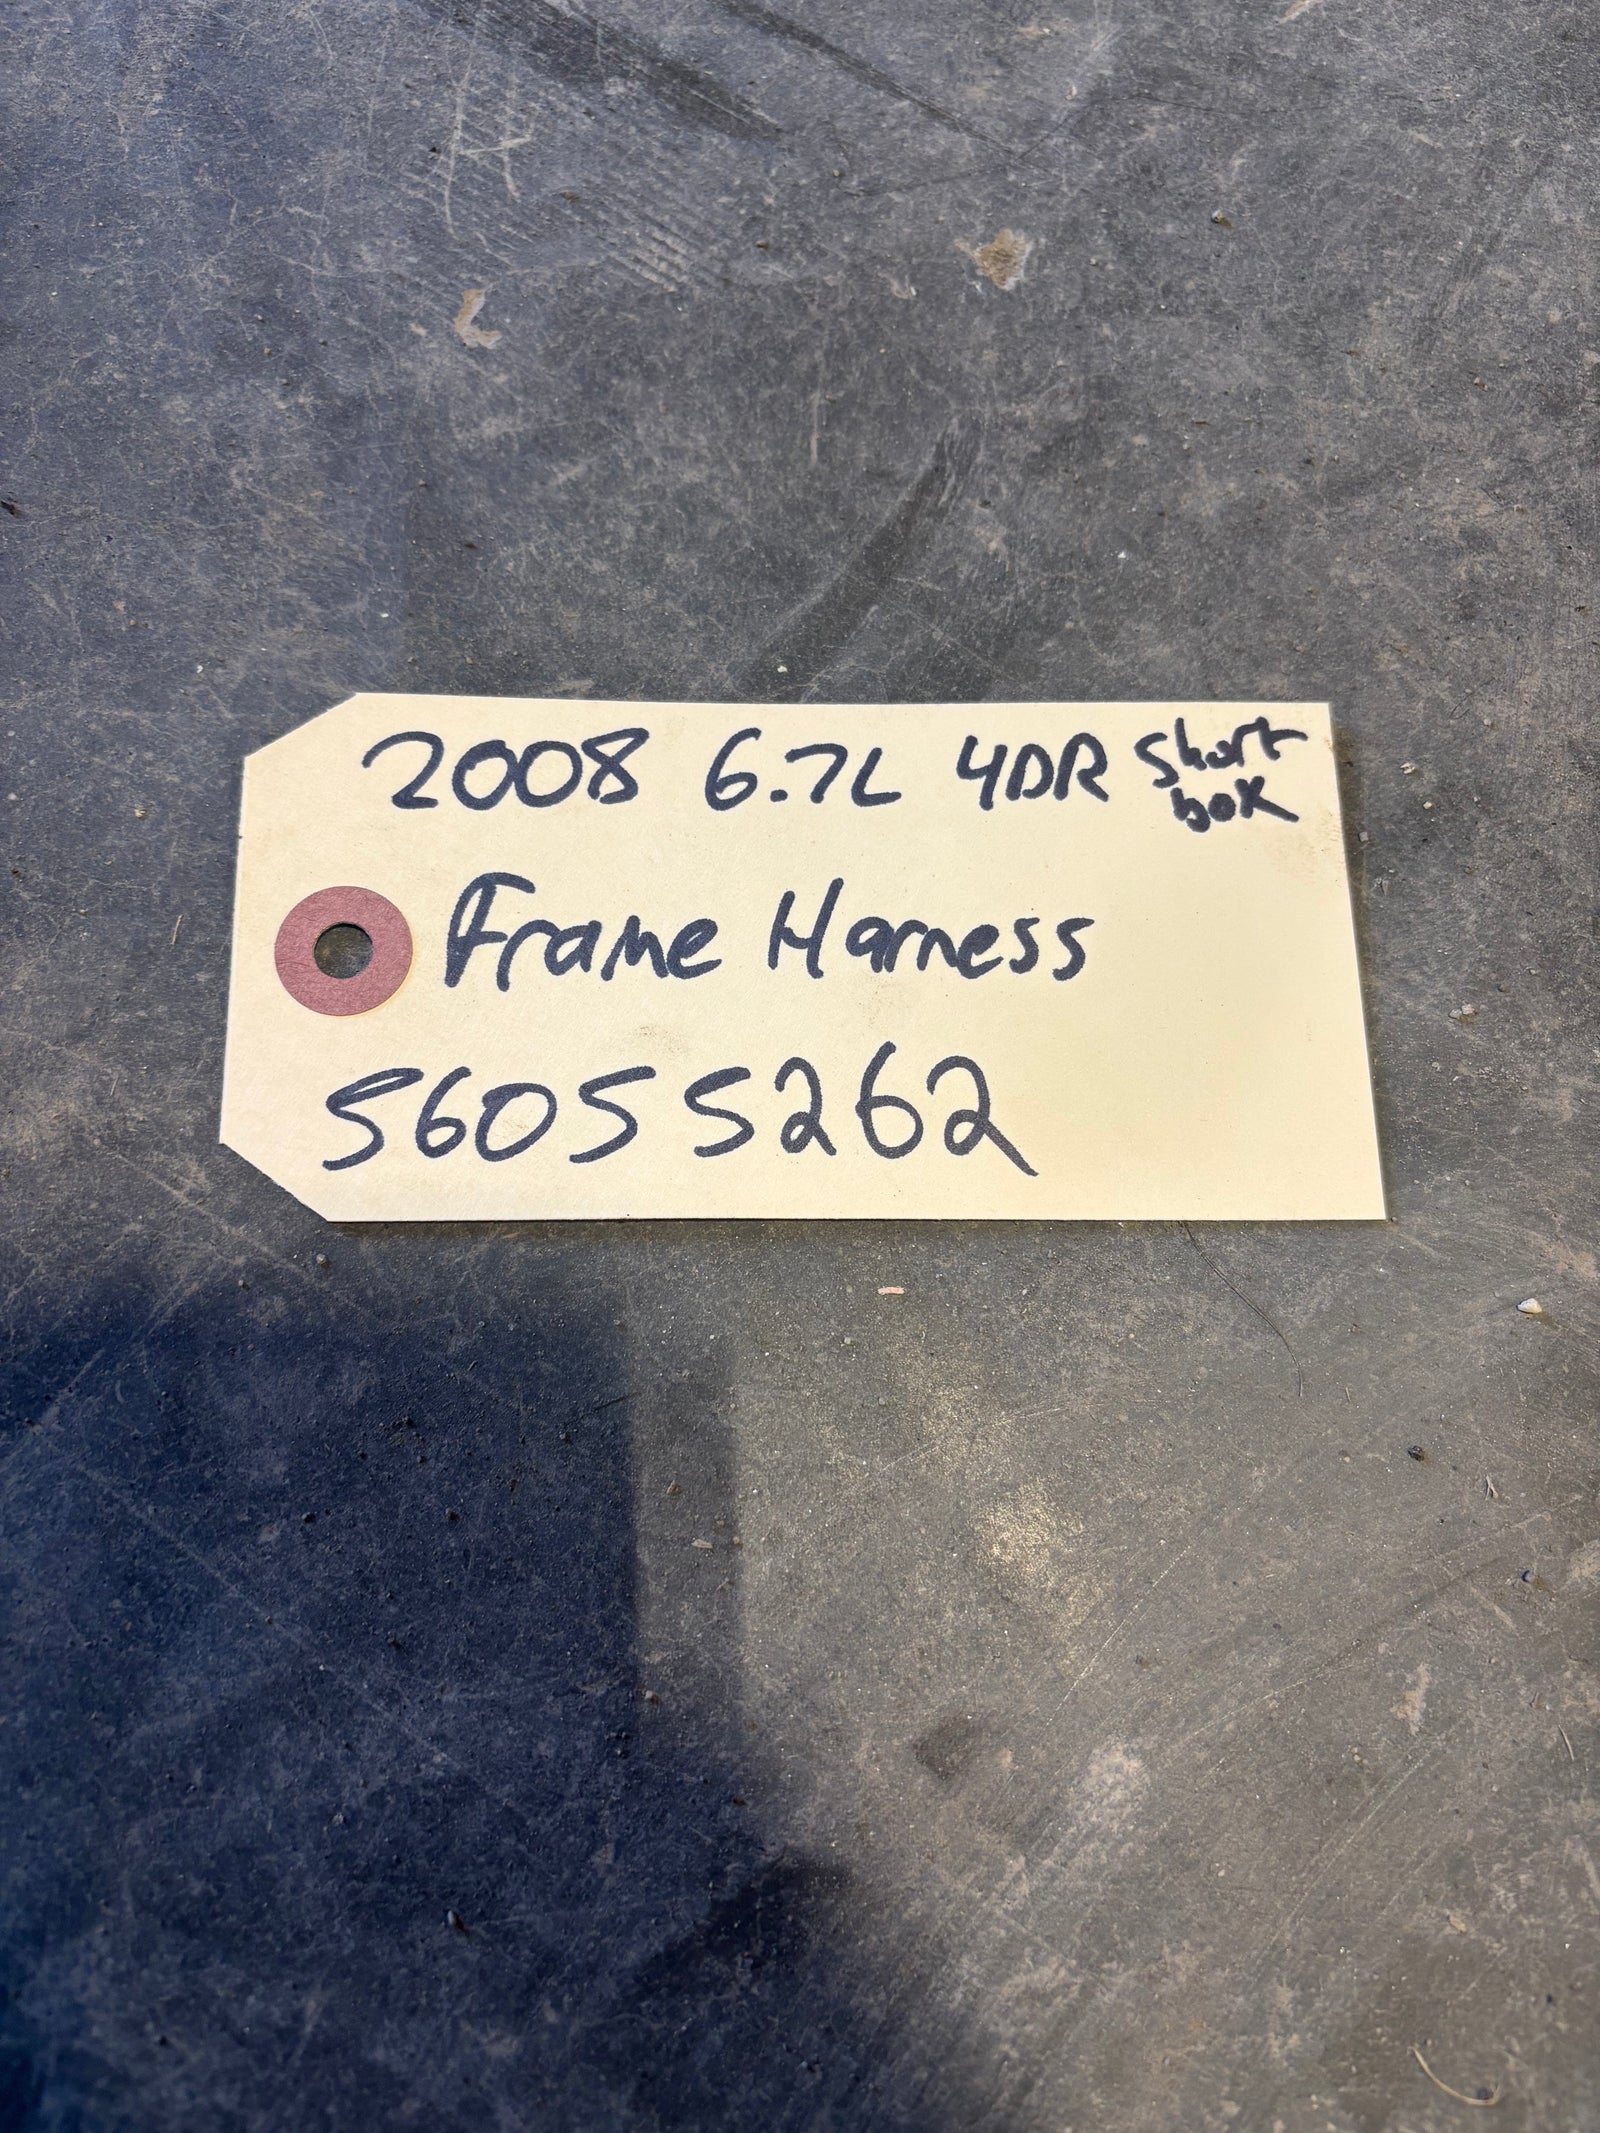 2008 6.7L 4DR Short
box
Frame Harness
56055262